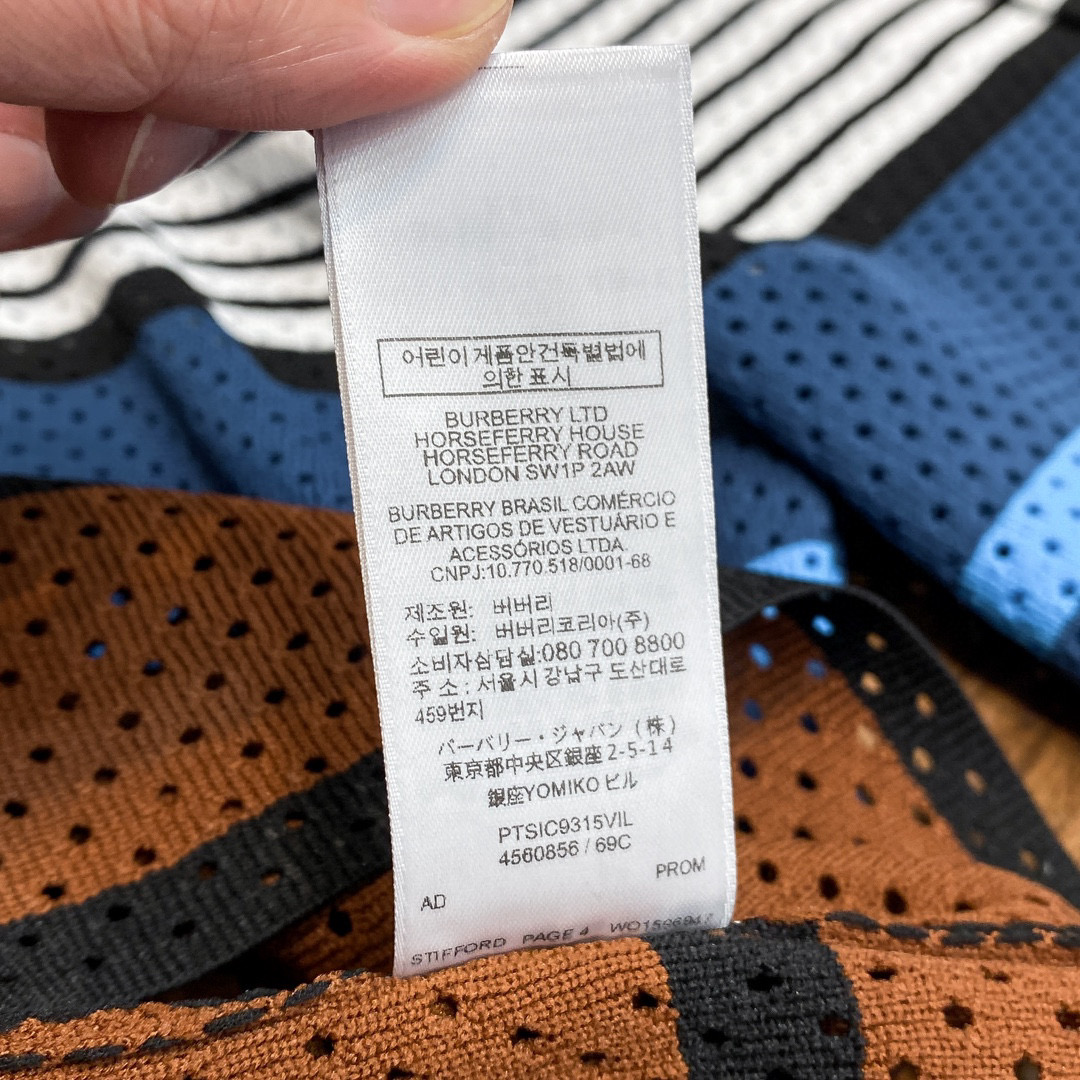 어린이제품안전특별법에
의한 표시
BURBERRY LTD
HORSEFERRY HOUSE
HORSEFERRY ROAD
LONDON SW1P 2AW
BURBERRY BRASIL COMÉRCIO
DE ARTIGOS DE VESTUÁRIO E
ACESSÓRIOS LTDA.
CNPJ:10.770.518/0001-68
제조원: 버버리
수입원: 버버리코리아(주)
소비자상담실:080 700 8800
주 소 : 서울시 강남구 도산대로
459번지
バーバリー・ジャパン (株)
東京都中央区銀座2-5-14
銀座YOMIKO ビル
PTSIC9315VIL
4560856 / 69C
AD PROM
STIFFORD PAGE 4